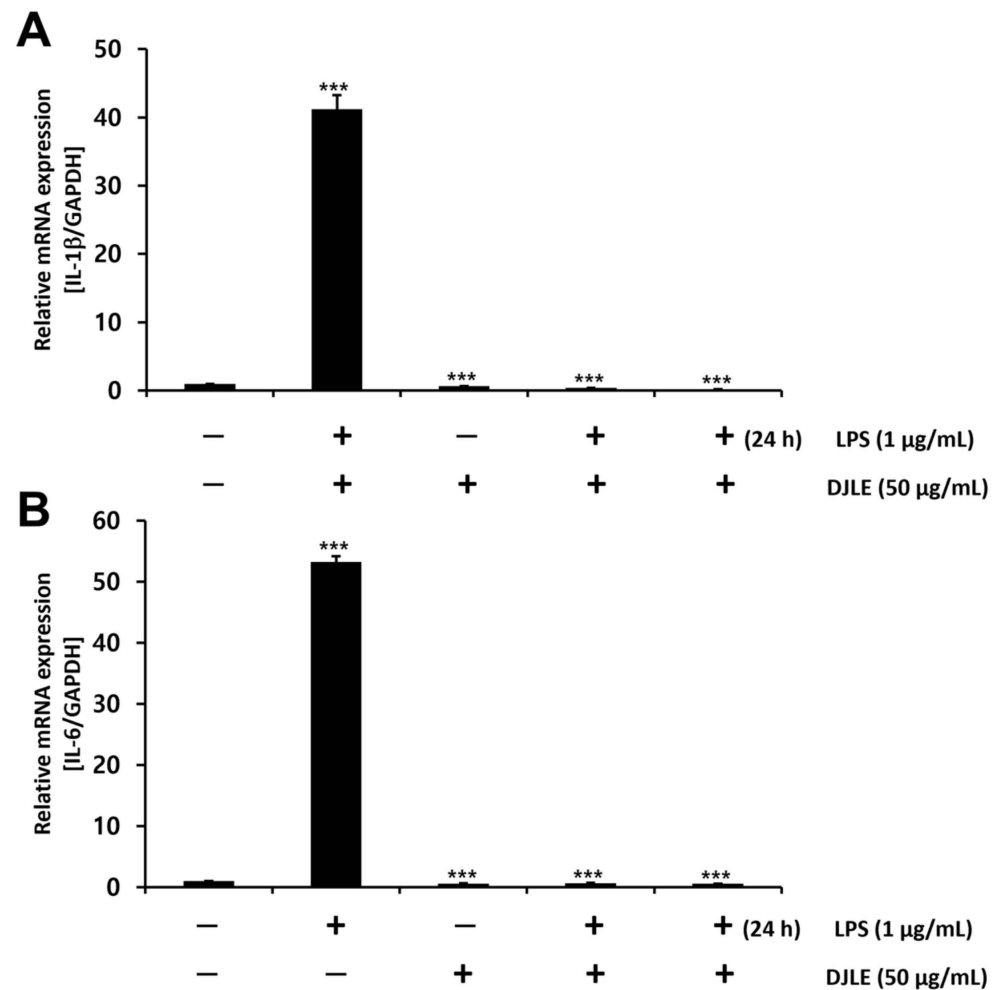 A
Relative mRNA expression
[IL-1β/GAPDH]
50
40
30
20
10
0
***
***
***
***
— + — + + (24 h) LPS (1 μg/mL)
— + + + + DJLE (50 μg/mL)
B
Relative mRNA expression
[IL-6/GAPDH]
60
50
40
30
20
10
0
***
***
***
***
— + — + + (24 h) LPS (1 μg/mL)
— — + + + DJLE (50 μg/mL)